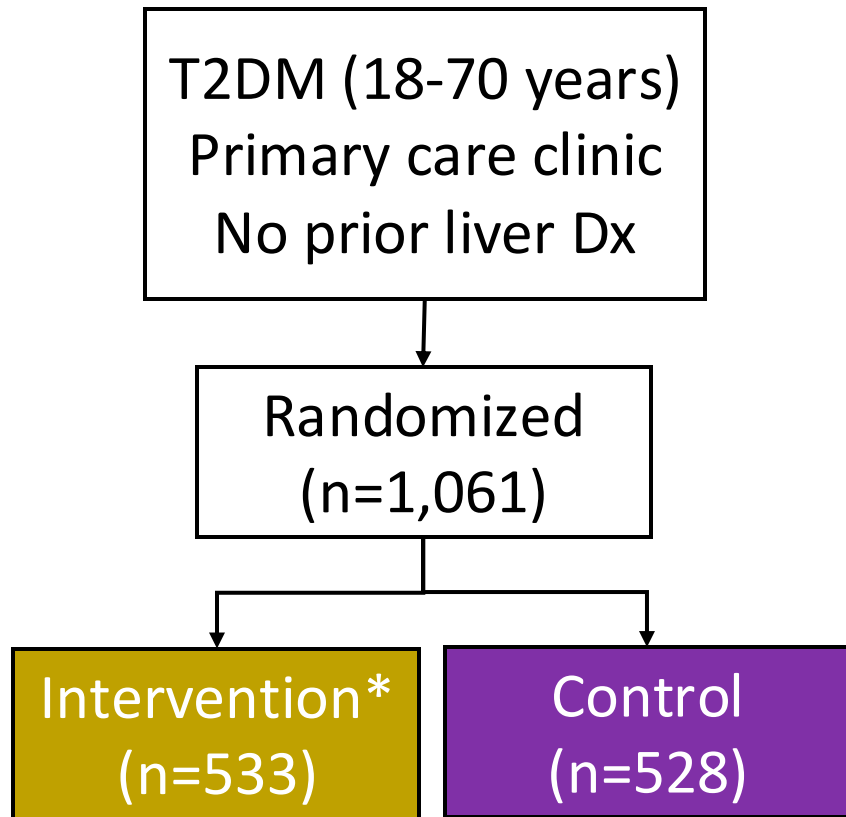 T2DM (18-70 years)
Primary care clinic
No prior liver Dx
Randomized
(n=1,061)
Intervention*
(n=533)
Control
(n=528)